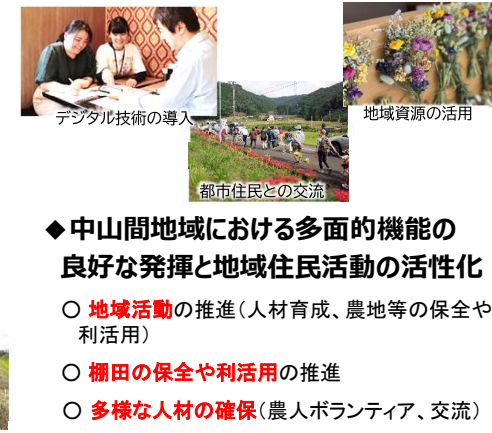 デジタル技術の導入
地域資源の活用
都市住民との交流
◆中山間地域における多面的機能の
良好な発揮と地域住民活動の活性化
○ 地域活動の推進（人材育成、農地等の保全や
利活用）
○ 棚田の保全や利活用の推進
○ 多様な人材の確保（農人ボランティア、交流）